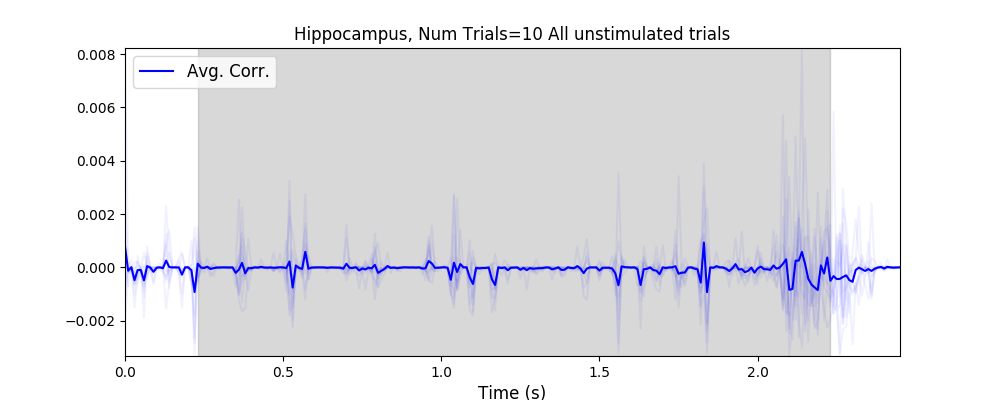 Hippocampus, Num Trials=10 All unstimulated trials
0.008
Avg. Corr.
0.006
0.004
0.002
0.000
−0.002
0.0 0.5 1.0 1.5 2.0
Time (s)